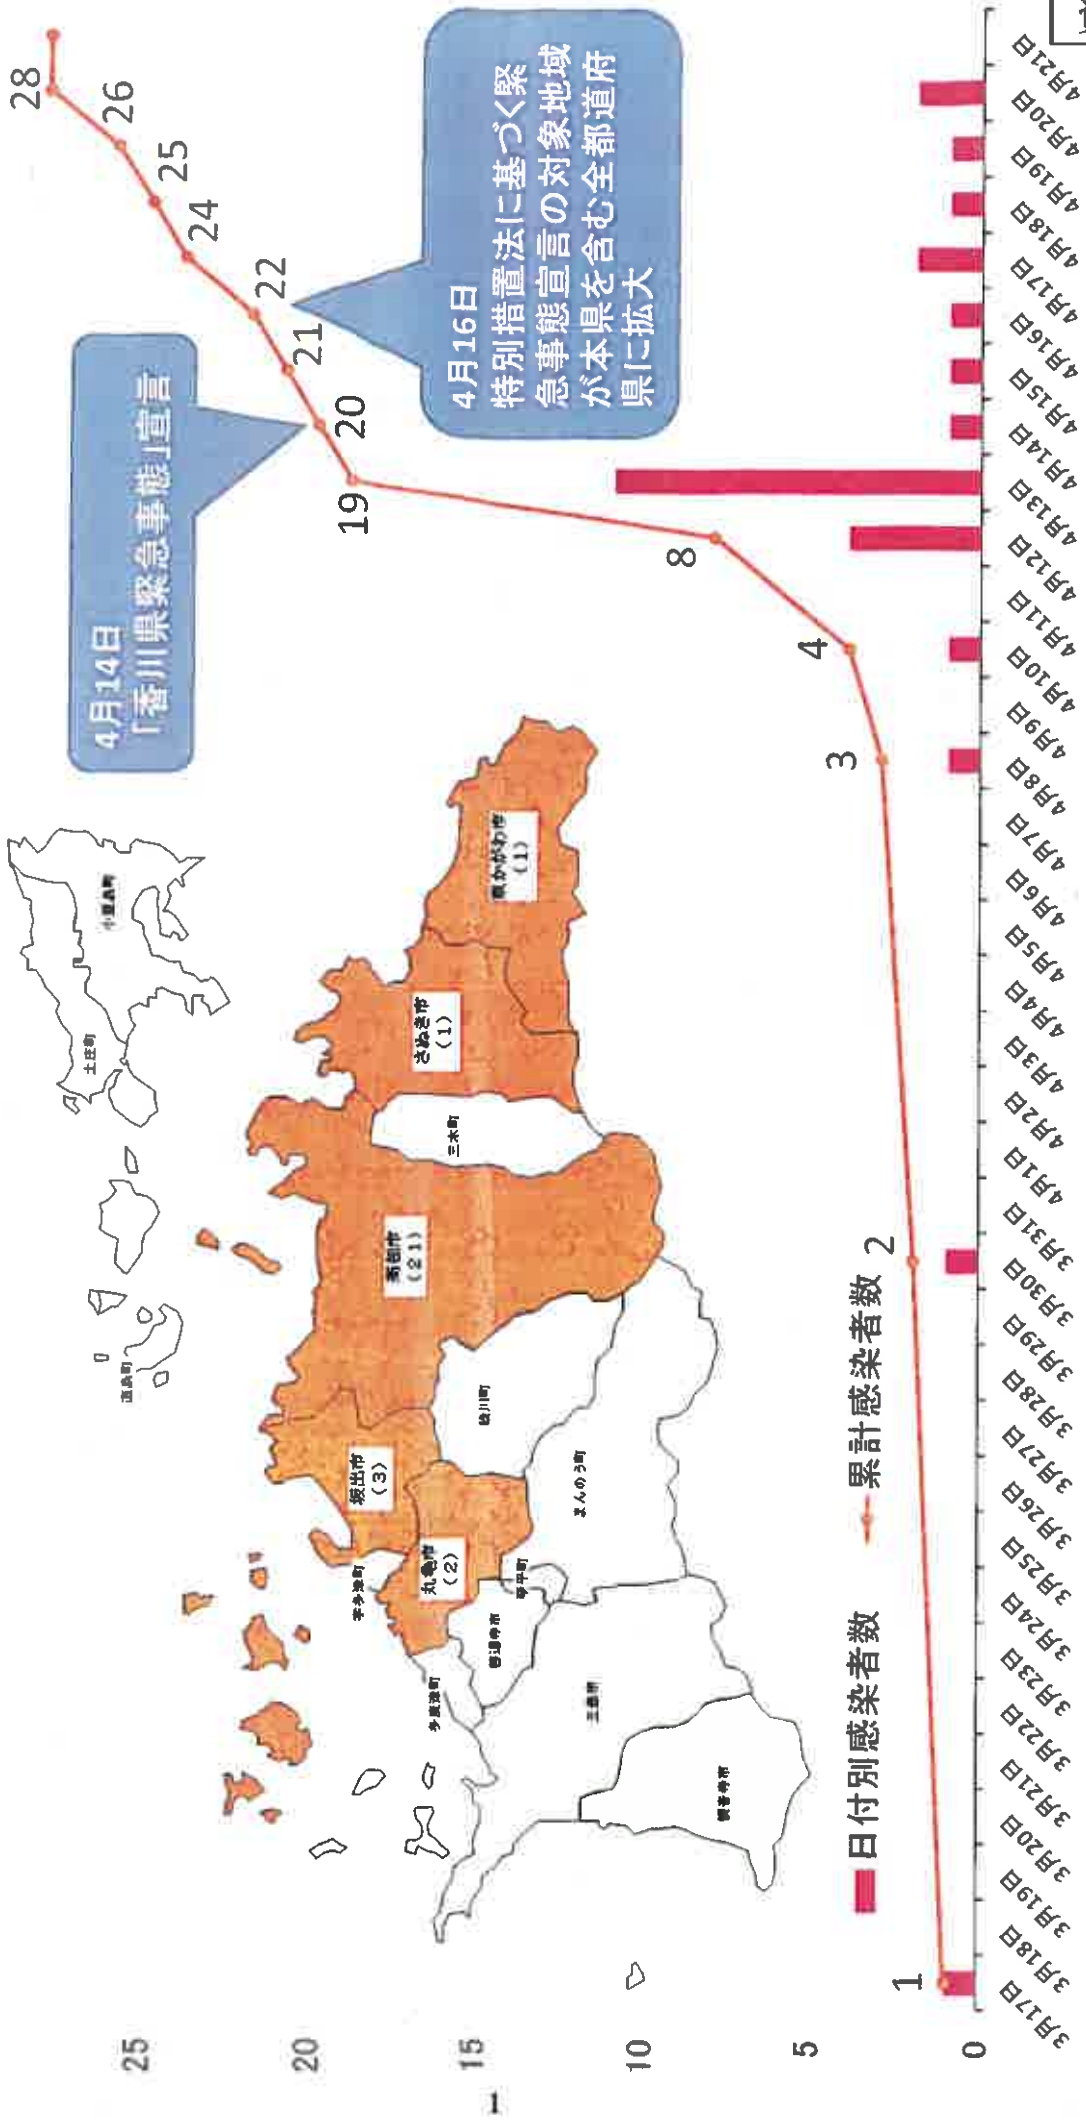 4月14日
「香川県緊急事態」宣言
4月16日
特別措置法に基づく緊
急事態宣言の対象地域
が本県を含む全都道府
県に拡大
25
20
15
10
5
0
1
2
3
4
8
19
20
21
22
24
25
26
28
直島町
土庄町
小豆島町
高松市
(21)
三木町
さぬき市
(1)
東かがわ市
(1)
坂出市
(3)
宇多津町
丸亀市
(2)
綾川町
まんのう町
琴平町
善通寺市
多度津町
三豊市
観音寺市
日付別感染者数
累計感染者数
3月17日
3月18日
3月19日
3月20日
3月21日
3月22日
3月23日
3月24日
3月25日
3月26日
3月27日
3月28日
3月29日
3月30日
3月31日
4月1日
4月2日
4月3日
4月4日
4月5日
4月6日
4月7日
4月8日
4月9日
4月10日
4月11日
4月12日
4月13日
4月14日
4月15日
4月16日
4月17日
4月18日
4月19日
4月20日
4月21日
1